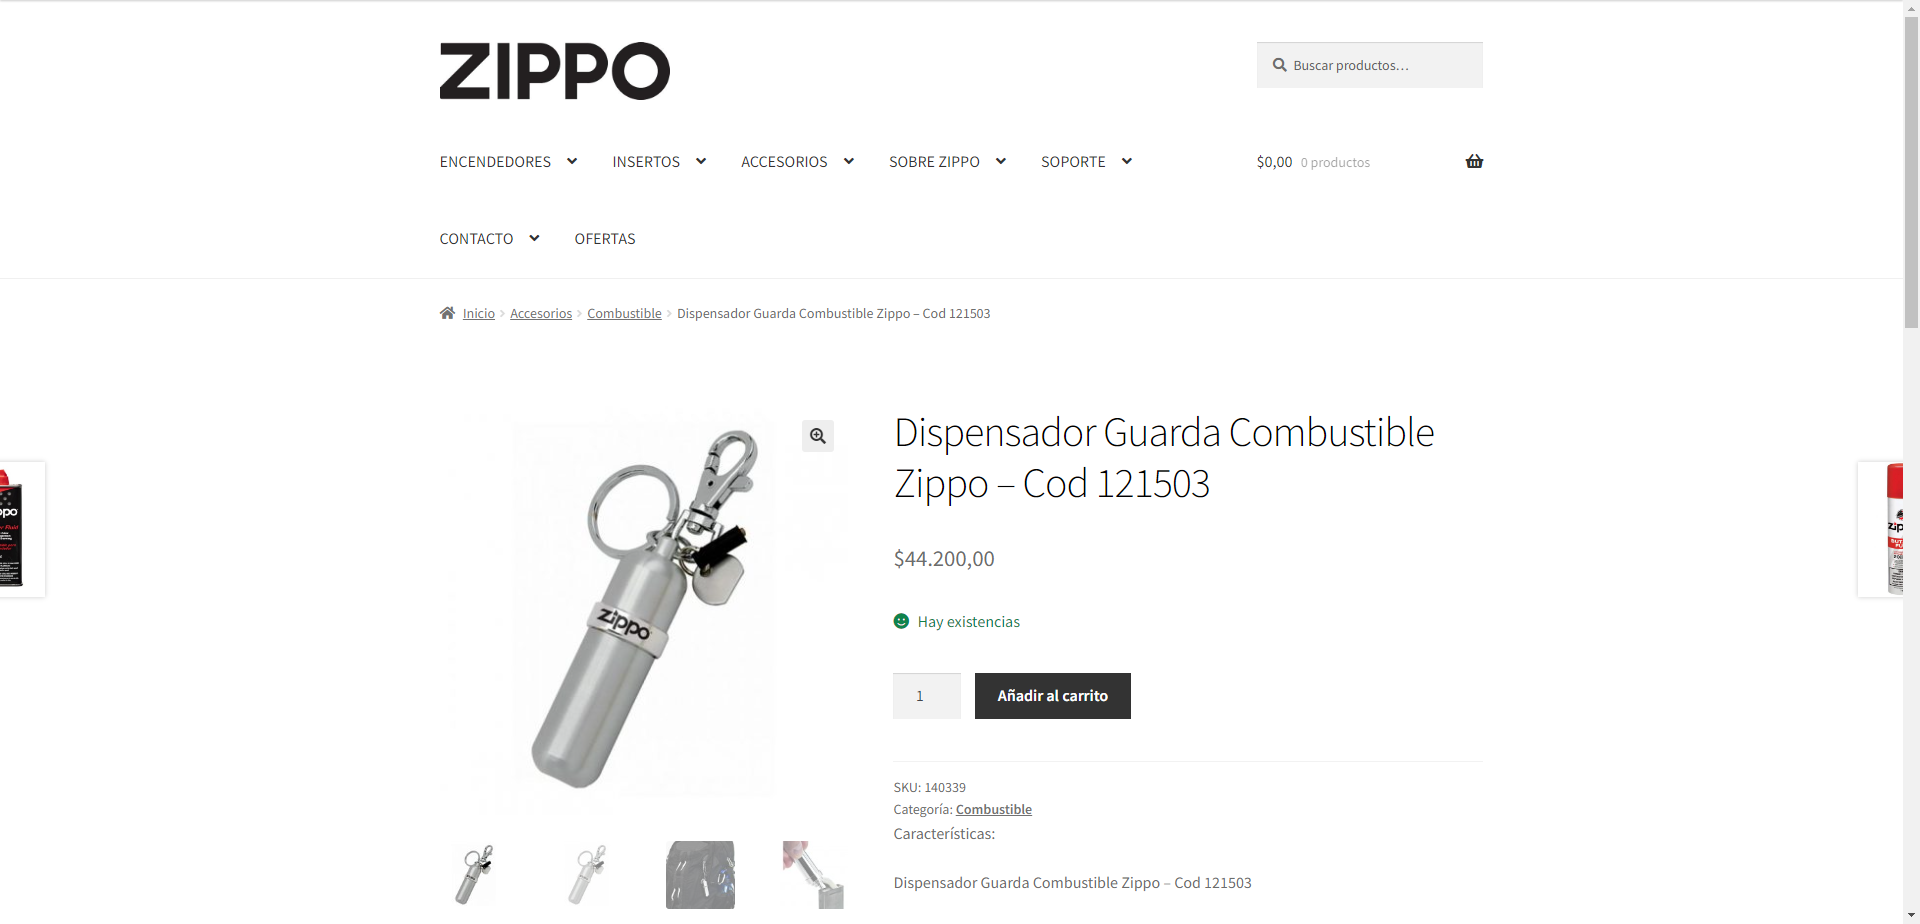 ZIPPO
Buscar productos…
ENCENDEDORES
INSERTOS
ACCESORIOS
SOBRE ZIPPO
SOPORTE
$0,00 0 productos
CONTACTO
OFERTAS
Inicio
Accesorios
Combustible
Dispensador Guarda Combustible Zippo – Cod 121503
zippo
Dispensador Guarda Combustible
Zippo – Cod 121503
$44.200,00
Hay existencias
1
Añadir al carrito
SKU: 140339
Categoría: Combustible
Características:
Dispensador Guarda Combustible Zippo – Cod 121503